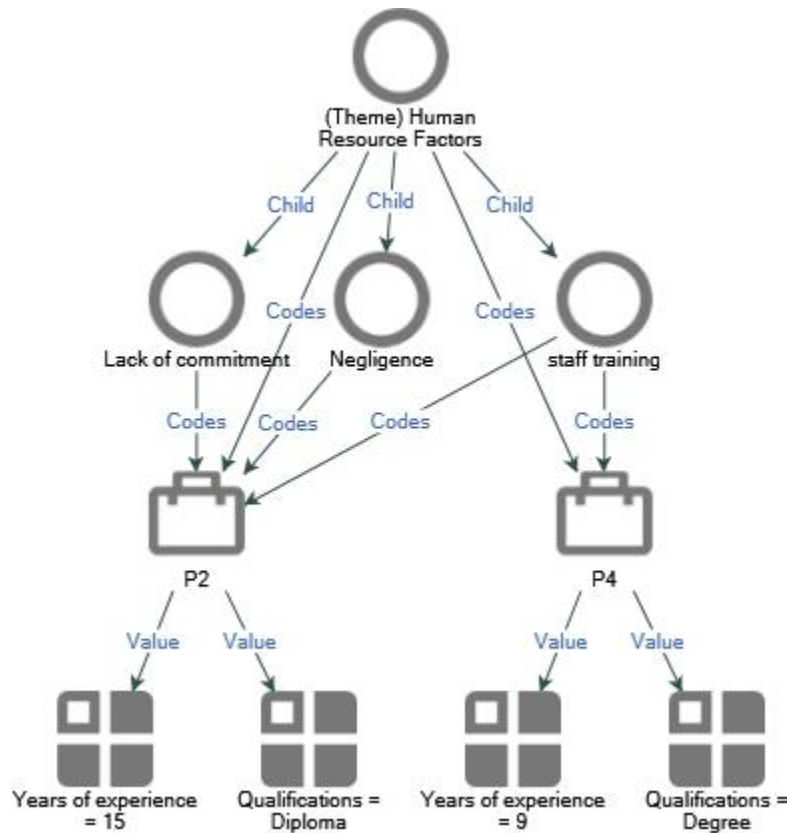 (Theme) Human
Resource Factors
Child
Child
Child
Codes
Codes
Lack of commitment
Negligence
staff training
Codes
Codes
Codes
Codes
P2
P4
Value
Value
Value
Value
Years of experience
= 15
Qualifications =
Diploma
Years of experience
= 9
Qualifications =
Degree